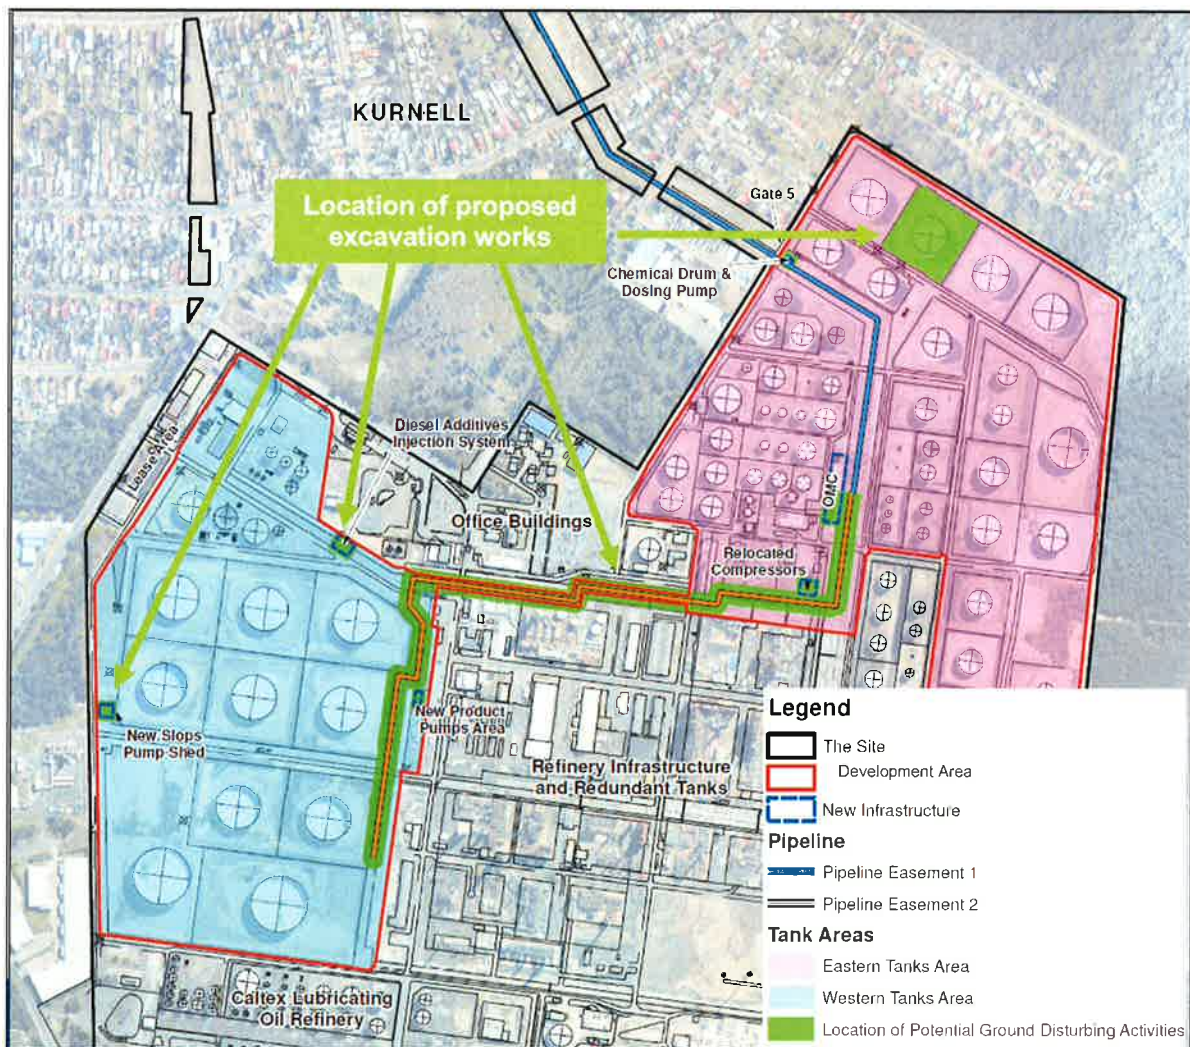 KURNELL
Location of proposed
excavation works
Gate 5
Chemical Drum &
Dosing Pump
Lease Area
Diesel Additives
Injection System
Office Buildings
OMC
Relocated
Compressors
New Slops
Pump Shed
New Product
Pumps Area
Refinery Infrastructure
and Redundant Tanks
Caltex Lubricating
Oil Refinery
Legend
The Site
Development Area
New Infrastructure
Pipeline
Pipeline Easement 1
Pipeline Easement 2
Tank Areas
Eastern Tanks Area
Western Tanks Area
Location of Potential Ground Disturbing Activities